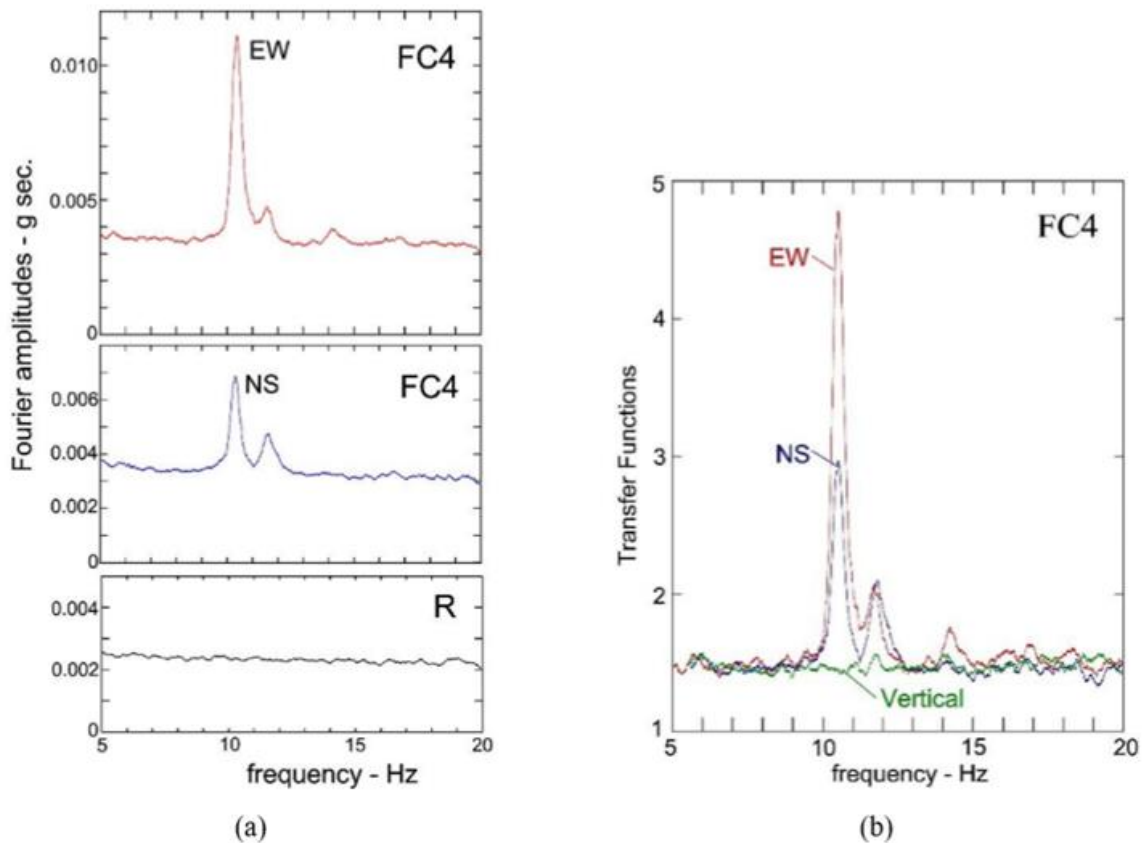 EW
FC4
0.010
0.005
0
Fourier amplitudes - g sec.
NS
FC4
0.006
0.004
0.002
0
R
0.004
0.002
0
5 10 15 20
frequency - Hz
(a)
5
FC4
EW
4
NS
3
2
Vertical
1
Transfer Functions
5 10 15 20
frequency - Hz
(b)